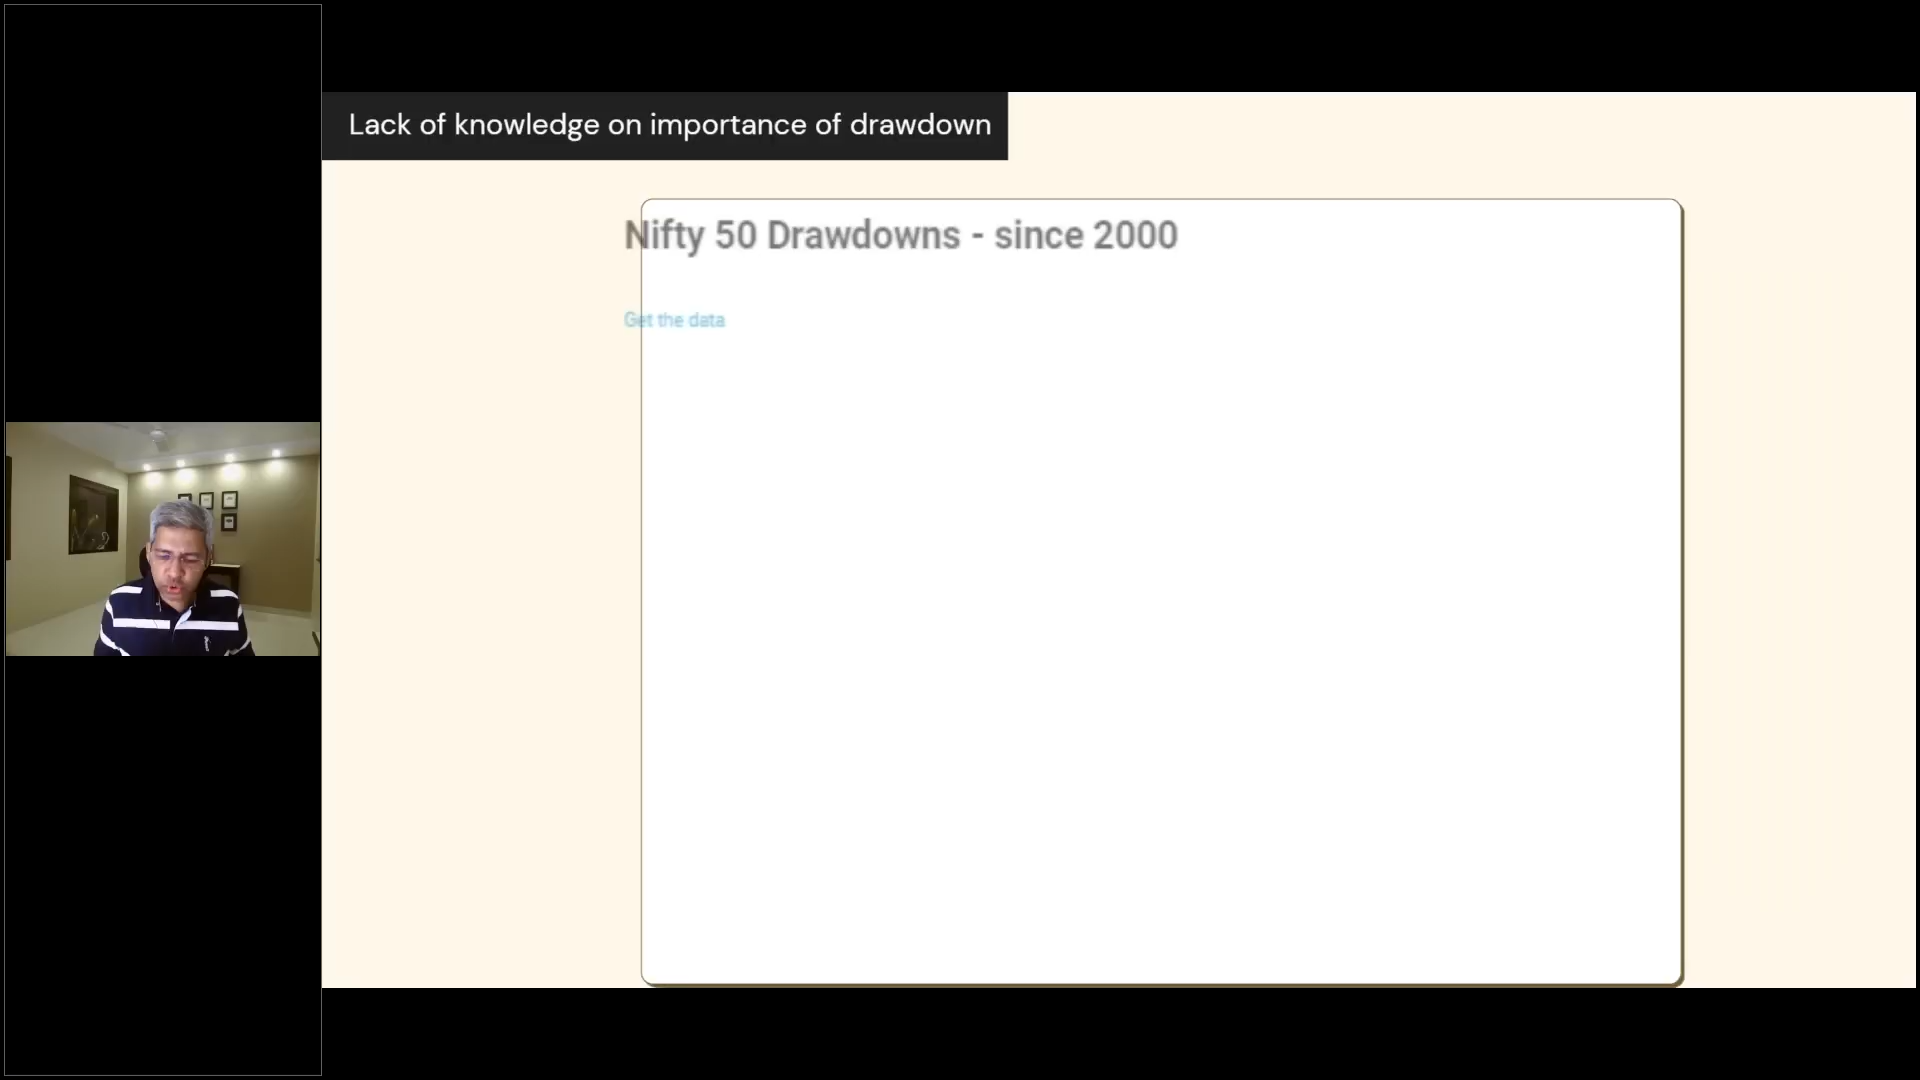 Lack of knowledge on importance of drawdown
Nifty 50 Drawdowns - since 2000
Get the data